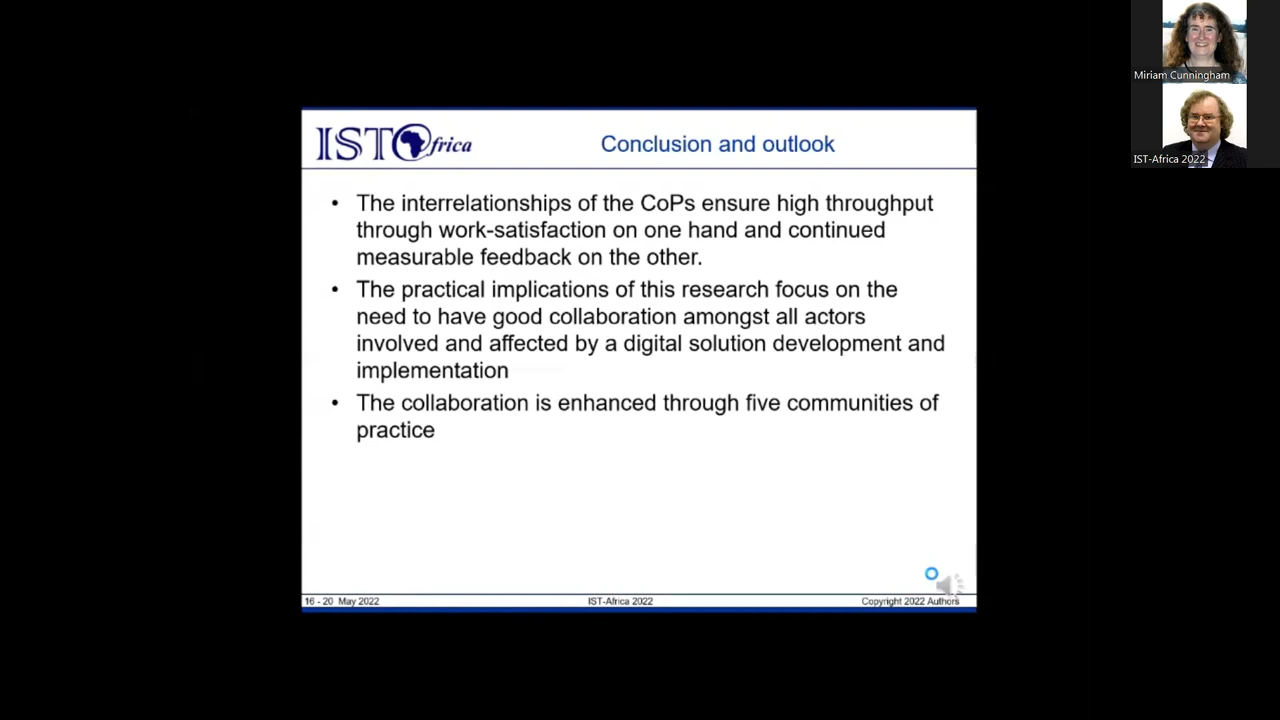 Miriam Cunningham
IST-Africa 2022
ISTAfrica
Conclusion and outlook
• The interrelationships of the CoPs ensure high throughput
through work-satisfaction on one hand and continued
measurable feedback on the other.
• The practical implications of this research focus on the
need to have good collaboration amongst all actors
involved and affected by a digital solution development and
implementation
• The collaboration is enhanced through five communities of
practice
16 - 20 May 2022
IST-Africa 2022
Copyright 2022 Authors